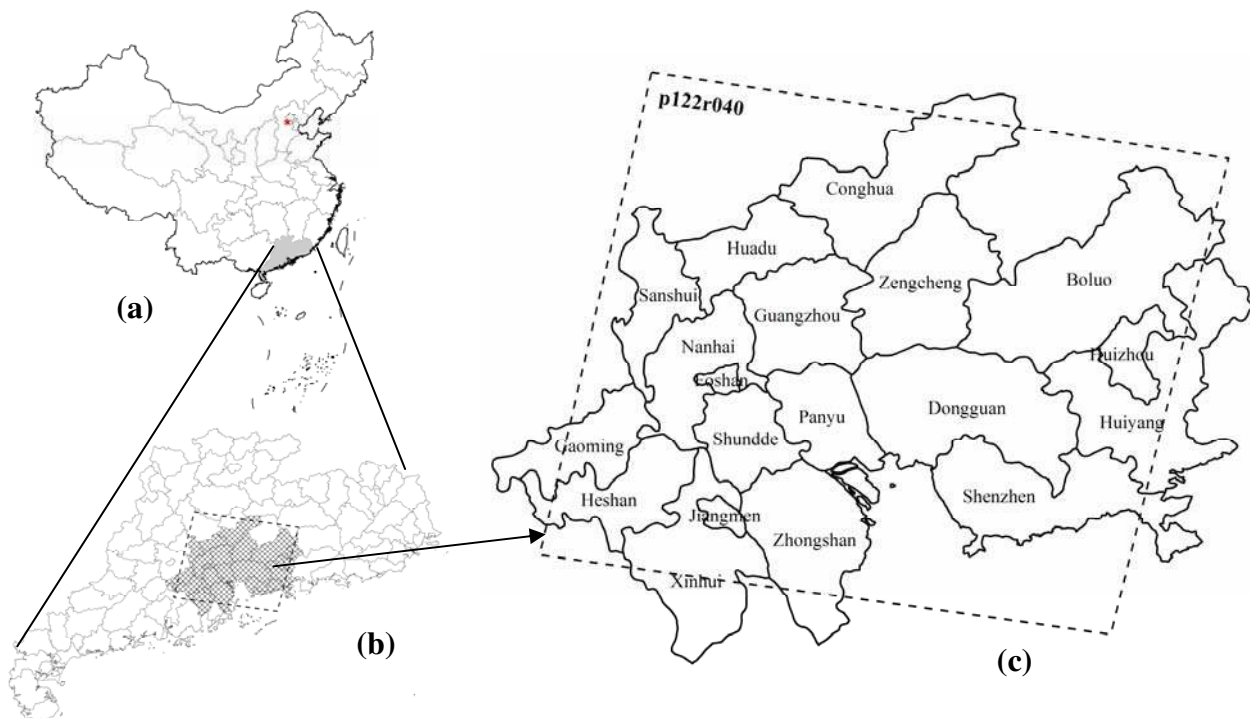 p122r040
Conghua
Huadu
Zengcheng
Boluo
Sanshui
Guangzhou
(a)
Nanhai
Huizhou
Foshan
Panyu
Dongguan
Huiyang
Gaoming
Shundde
Heshan
Shenzhen
Jiangmen
Zhongshan
Xinhui
(b)
(c)